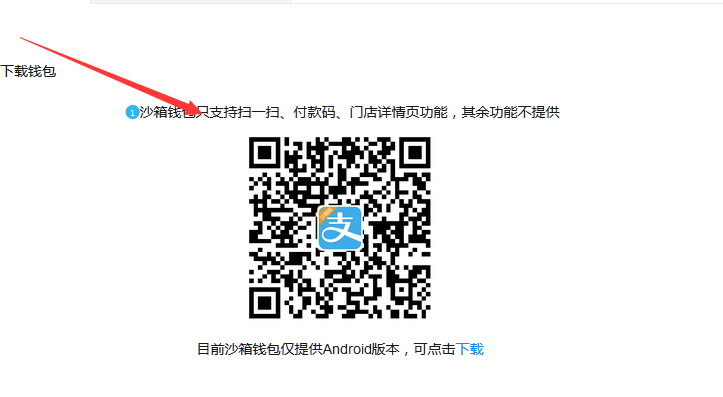 下载钱包
1沙箱钱包只支持扫一扫、付款码、门店详情页功能，其余功能不提供
支
目前沙箱钱包仅提供Android版本，可点击下载